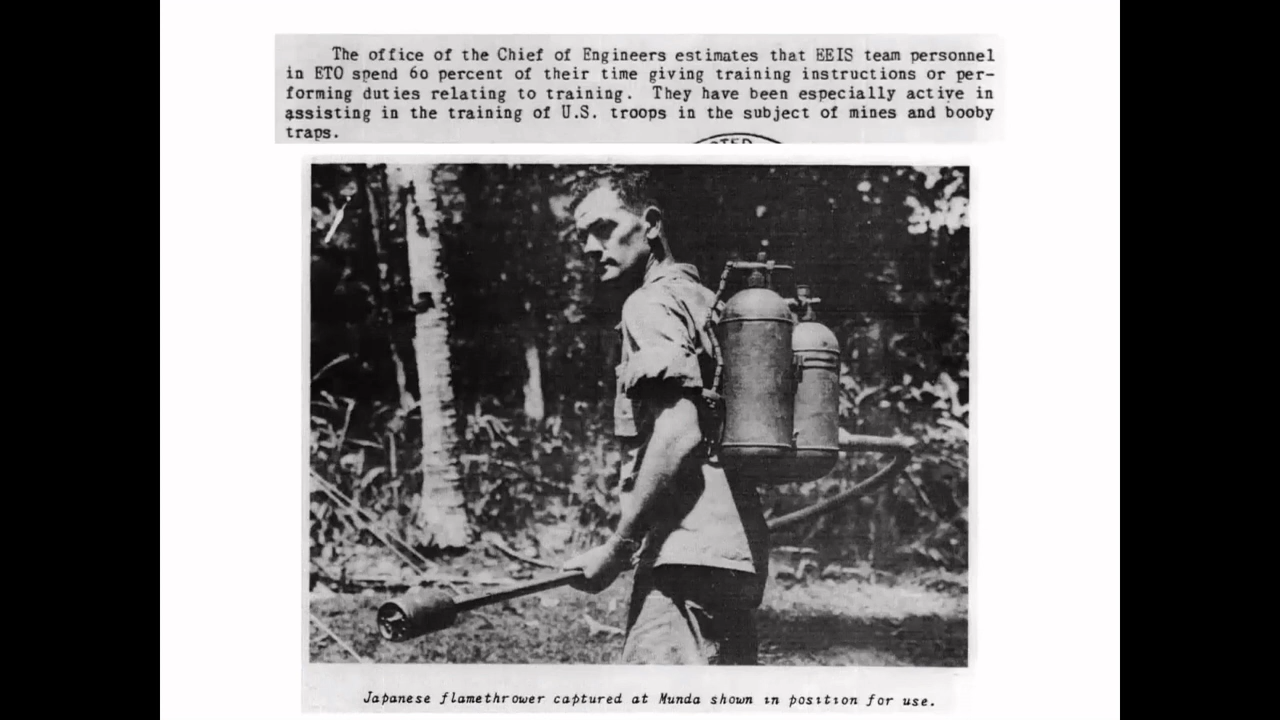 The office of the Chief of Engineers estimates that EEIS team personnel
in ETO spend 60 percent of their time giving training instructions or per-
forming duties relating to training. They have been especially active in
assisting in the training of U.S. troops in the subject of mines and booby
traps.
Japanese flamethrower captured at Munda shown in position for use.